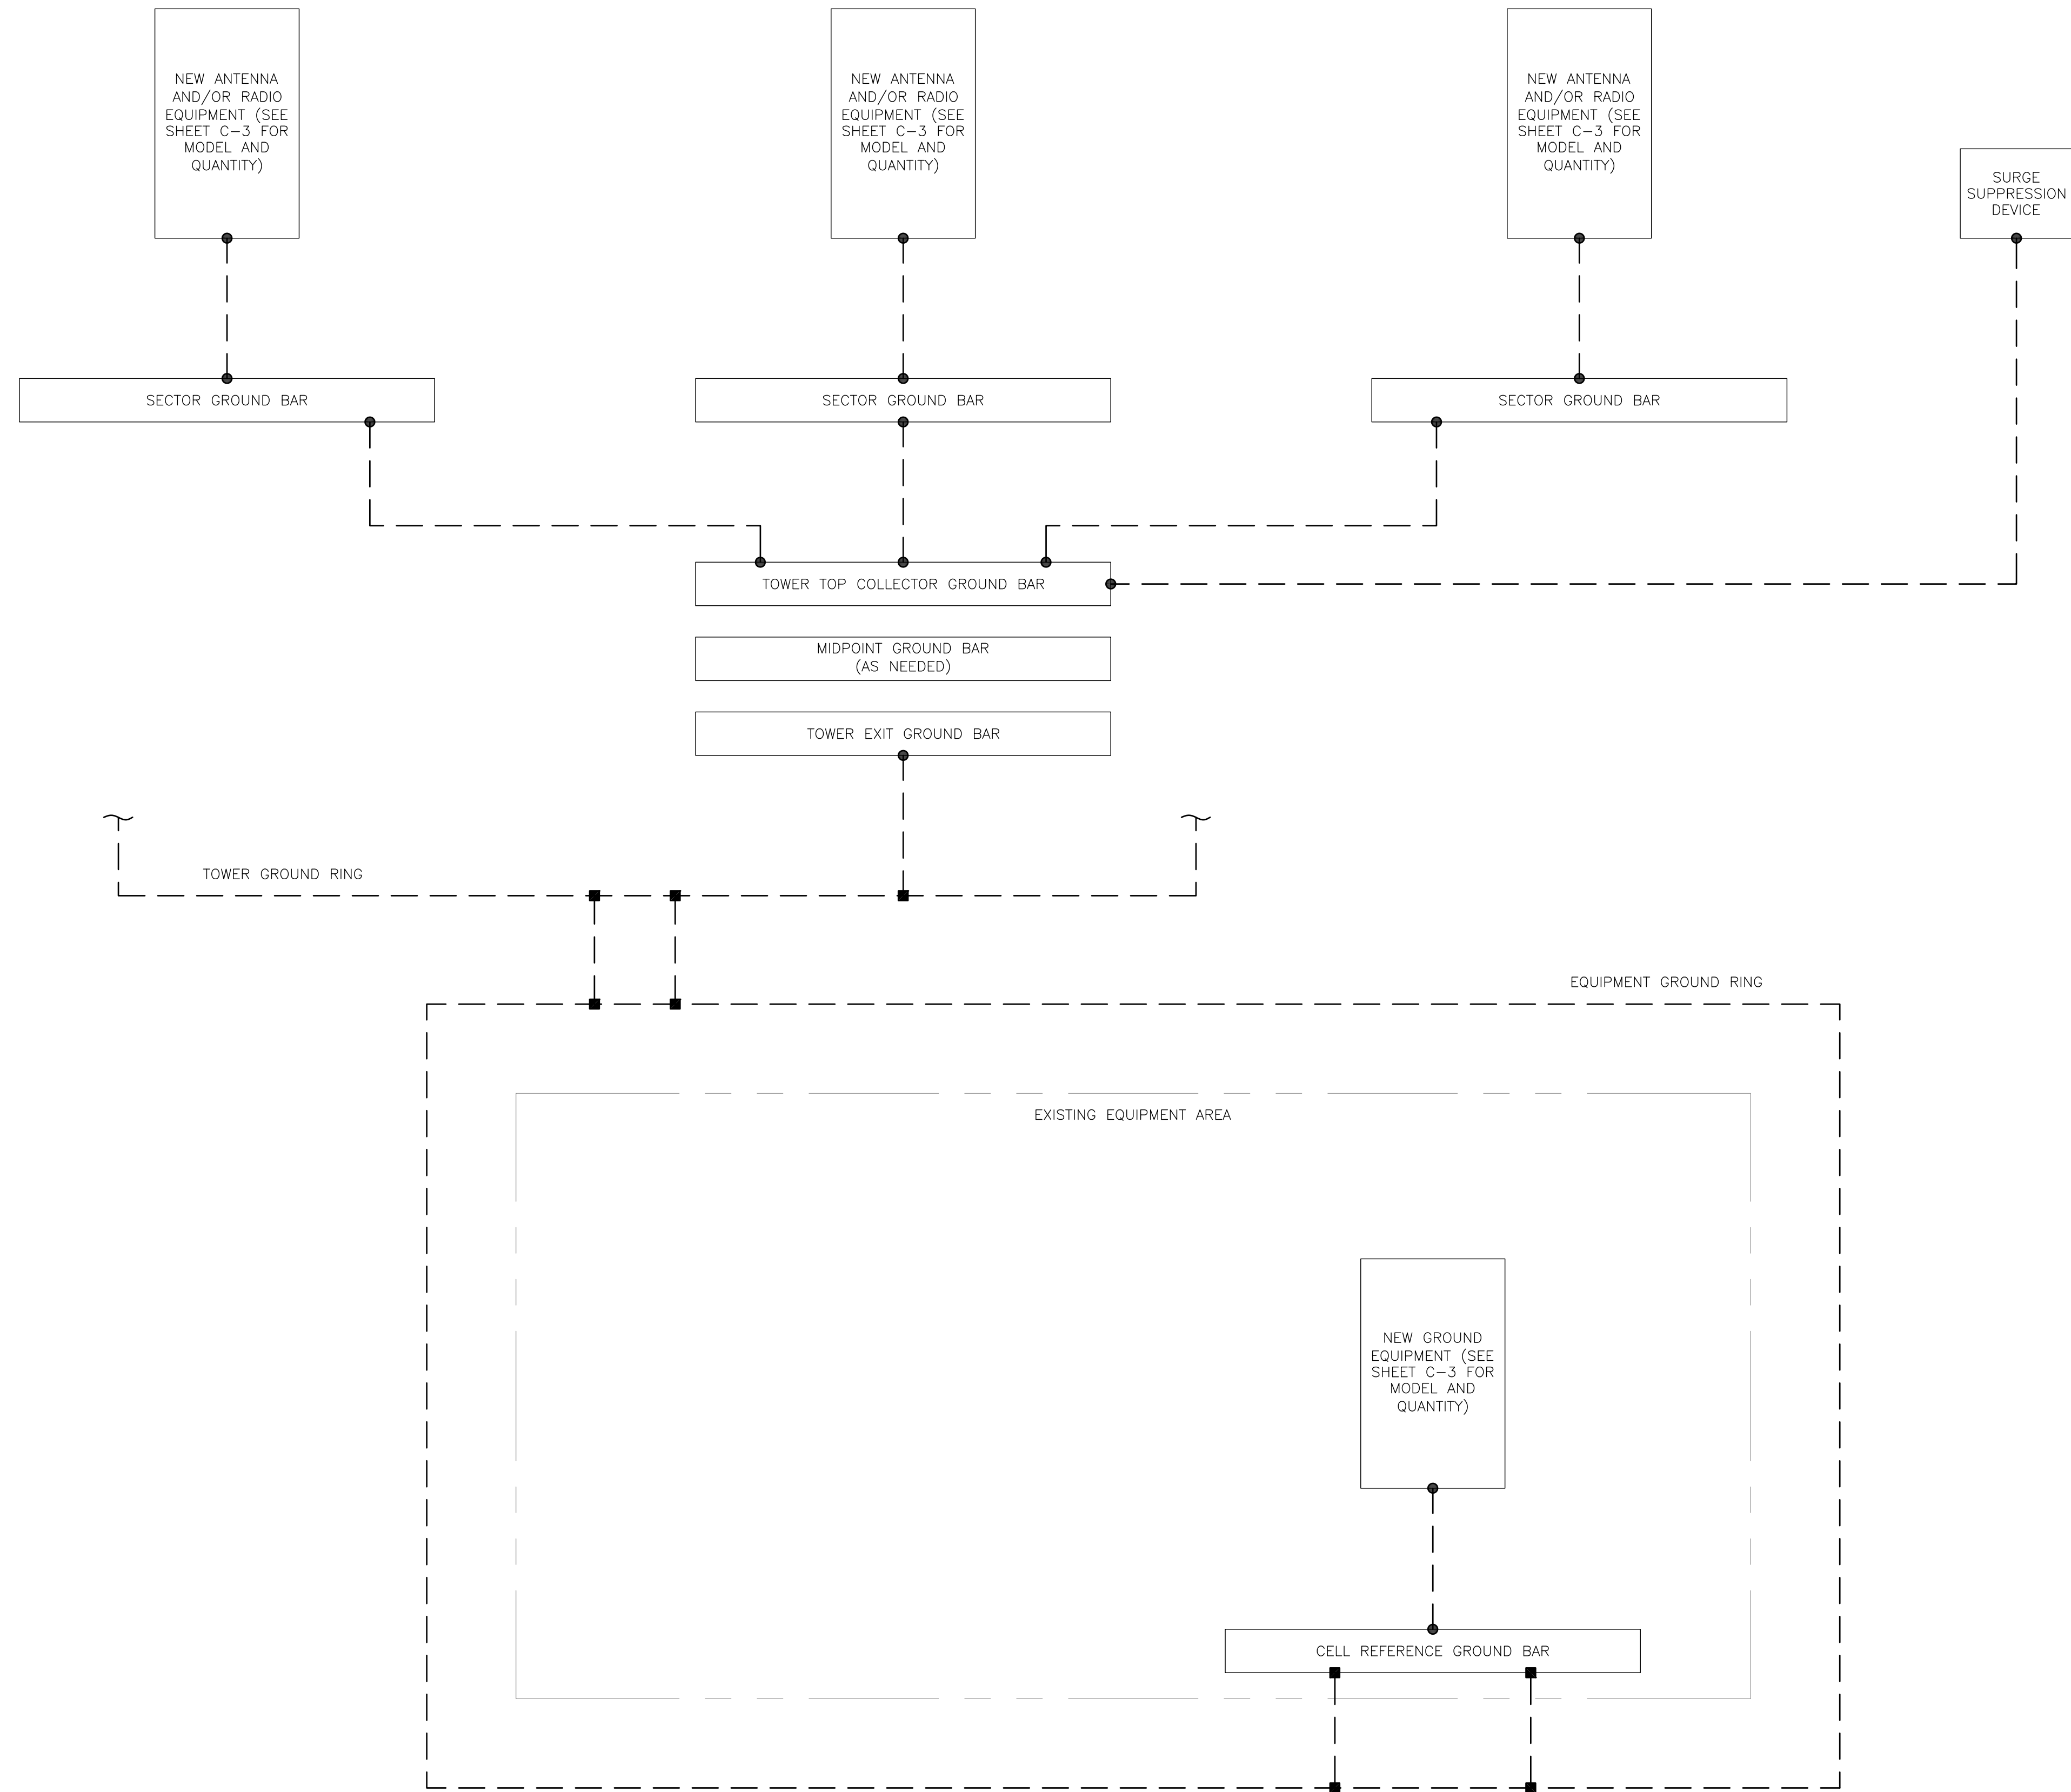 NEW ANTENNA
AND/OR RADIO
EQUIPMENT (SEE
SHEET C-3 FOR
MODEL AND
QUANTITY)
NEW ANTENNA
AND/OR RADIO
EQUIPMENT (SEE
SHEET C-3 FOR
MODEL AND
QUANTITY)
NEW ANTENNA
AND/OR RADIO
EQUIPMENT (SEE
SHEET C-3 FOR
MODEL AND
QUANTITY)
SURGE
SUPPRESSION
DEVICE
SECTOR GROUND BAR
SECTOR GROUND BAR
SECTOR GROUND BAR
TOWER TOP COLLECTOR GROUND BAR
MIDPOINT GROUND BAR
(AS NEEDED)
TOWER EXIT GROUND BAR
TOWER GROUND RING
EQUIPMENT GROUND RING
EXISTING EQUIPMENT AREA
NEW GROUND
EQUIPMENT (SEE
SHEET C-3 FOR
MODEL AND
QUANTITY)
CELL REFERENCE GROUND BAR